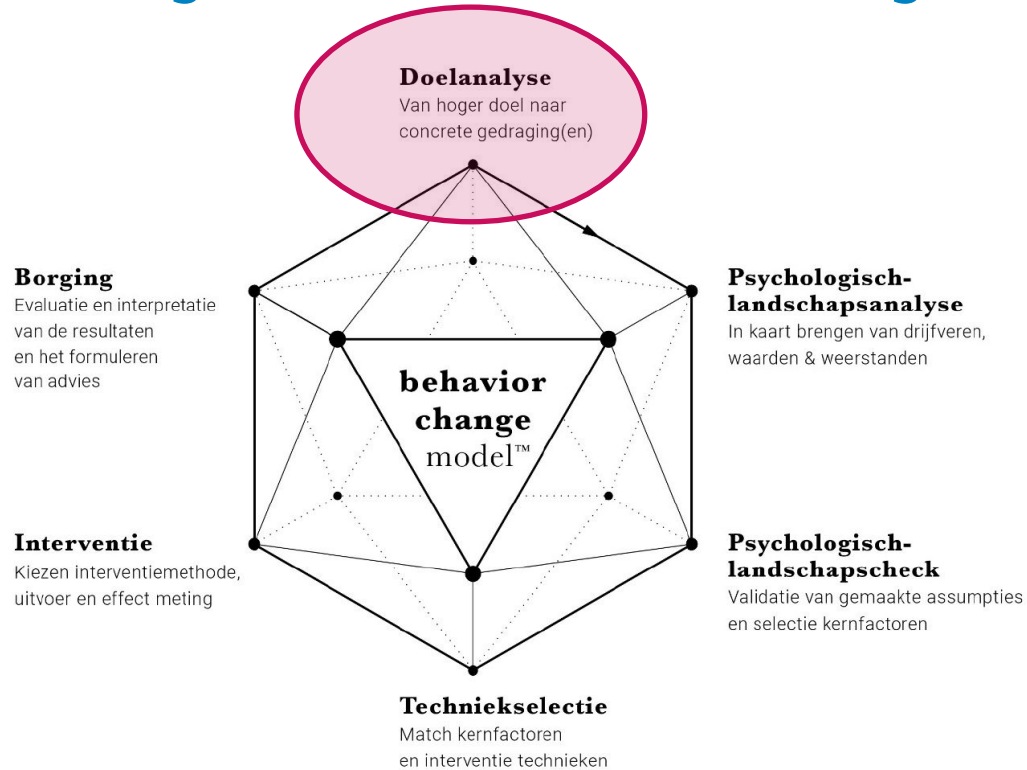 Doelanalyse
Van hoger doel naar
concrete gedraging(en)
Borging
Evaluatie en interpretatie
van de resultaten
en het formuleren
van advies
Psychologisch-
landschapsanalyse
In kaart brengen van drijfveren,
waarden & weerstanden
behavior
change
model™
Interventie
Kiezen interventiemethode,
uitvoer en effect meting
Psychologisch-
landschapscheck
Validatie van gemaakte assumpties
en selectie kernfactoren
Techniekselectie
Match kernfactoren
en interventie technieken